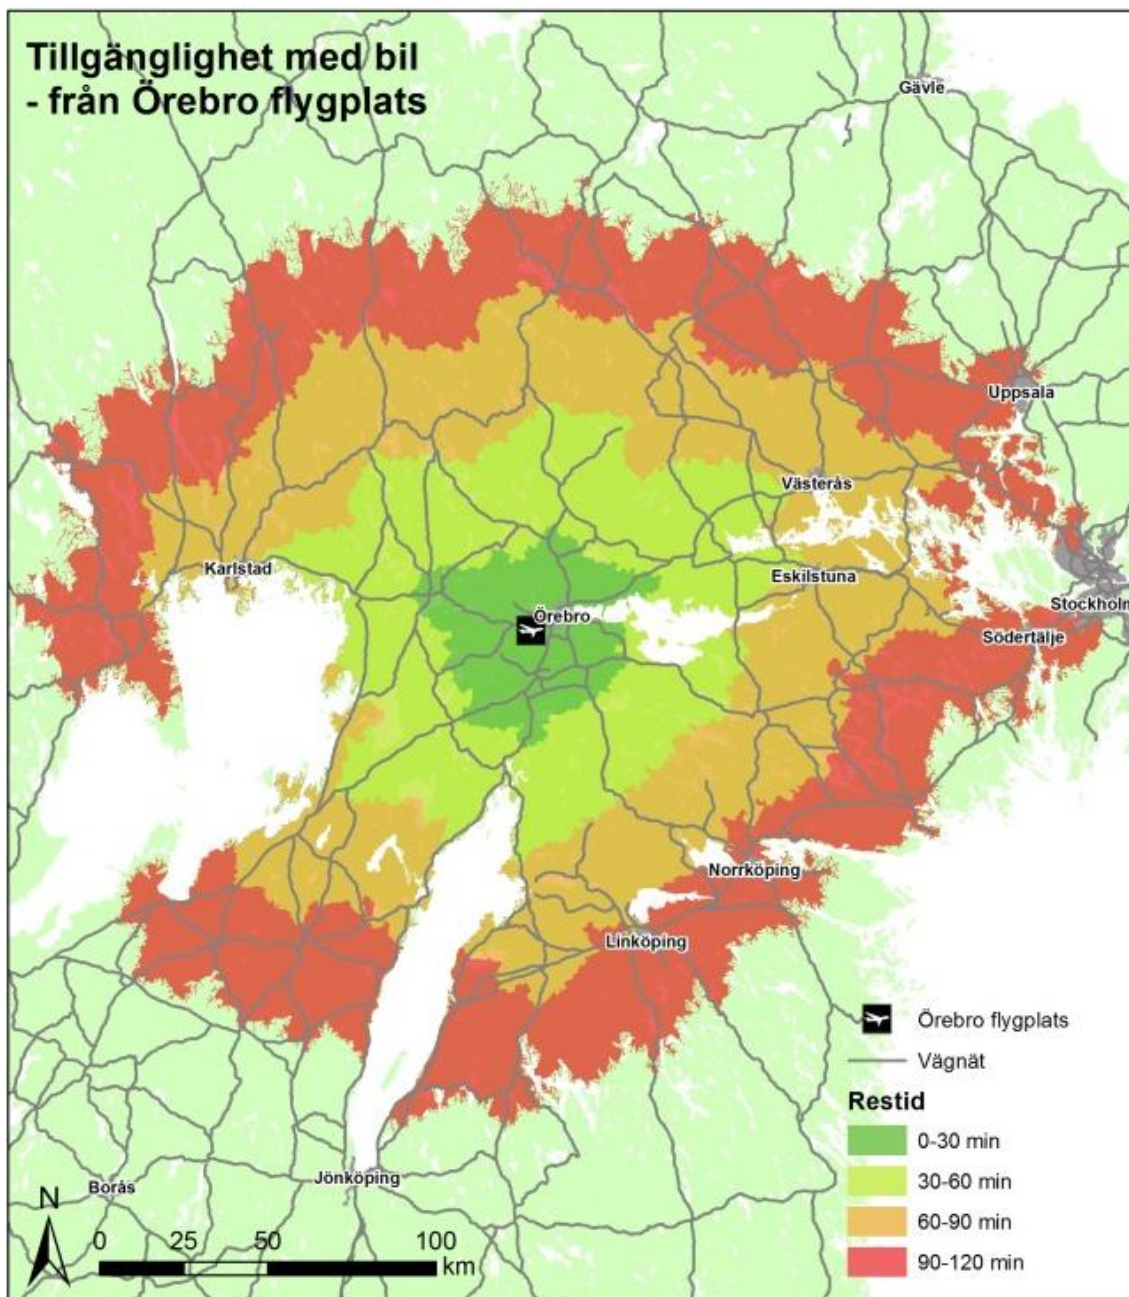 Tillgänglighet med bil
- från Örebro flygplats
Gävle
Uppsala
Västerås
Karlstad
Eskilstuna
Örebro
Stockholm
Södertälje
Norrköping
Linköping
Örebro flygplats
Vägnät
Restid
0-30 min
30-60 min
60-90 min
90-120 min
Jönköping
Borås
N
0 25 50 100
km